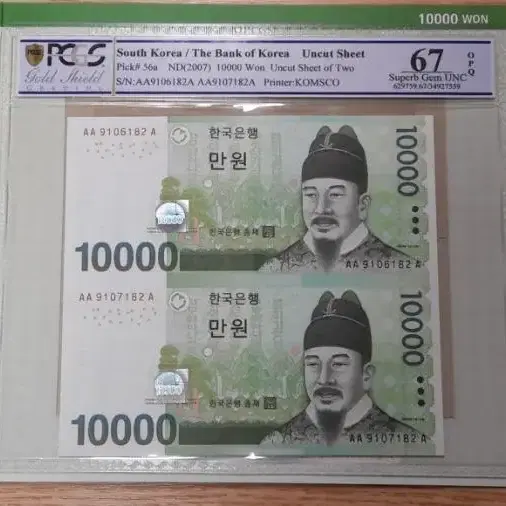 10000 WON
PCGS
Gold Shield
GRADING
South Korea / The Bank of Korea Uncut Sheet
Pick# 56a ND(2007) 10000 Won Uncut Sheet of Two
S/N:AA9106182A AA9107182A Printer:KOMSCO
67
OPQ
Superb Gem UNC
AA 9106182 A
한국은행
만원
10000
한국은행 총재
10000
AA 9106182 A
AA 9107182 A
한국은행
만원
10000
한국은행 총재
10000
AA 9107182 A